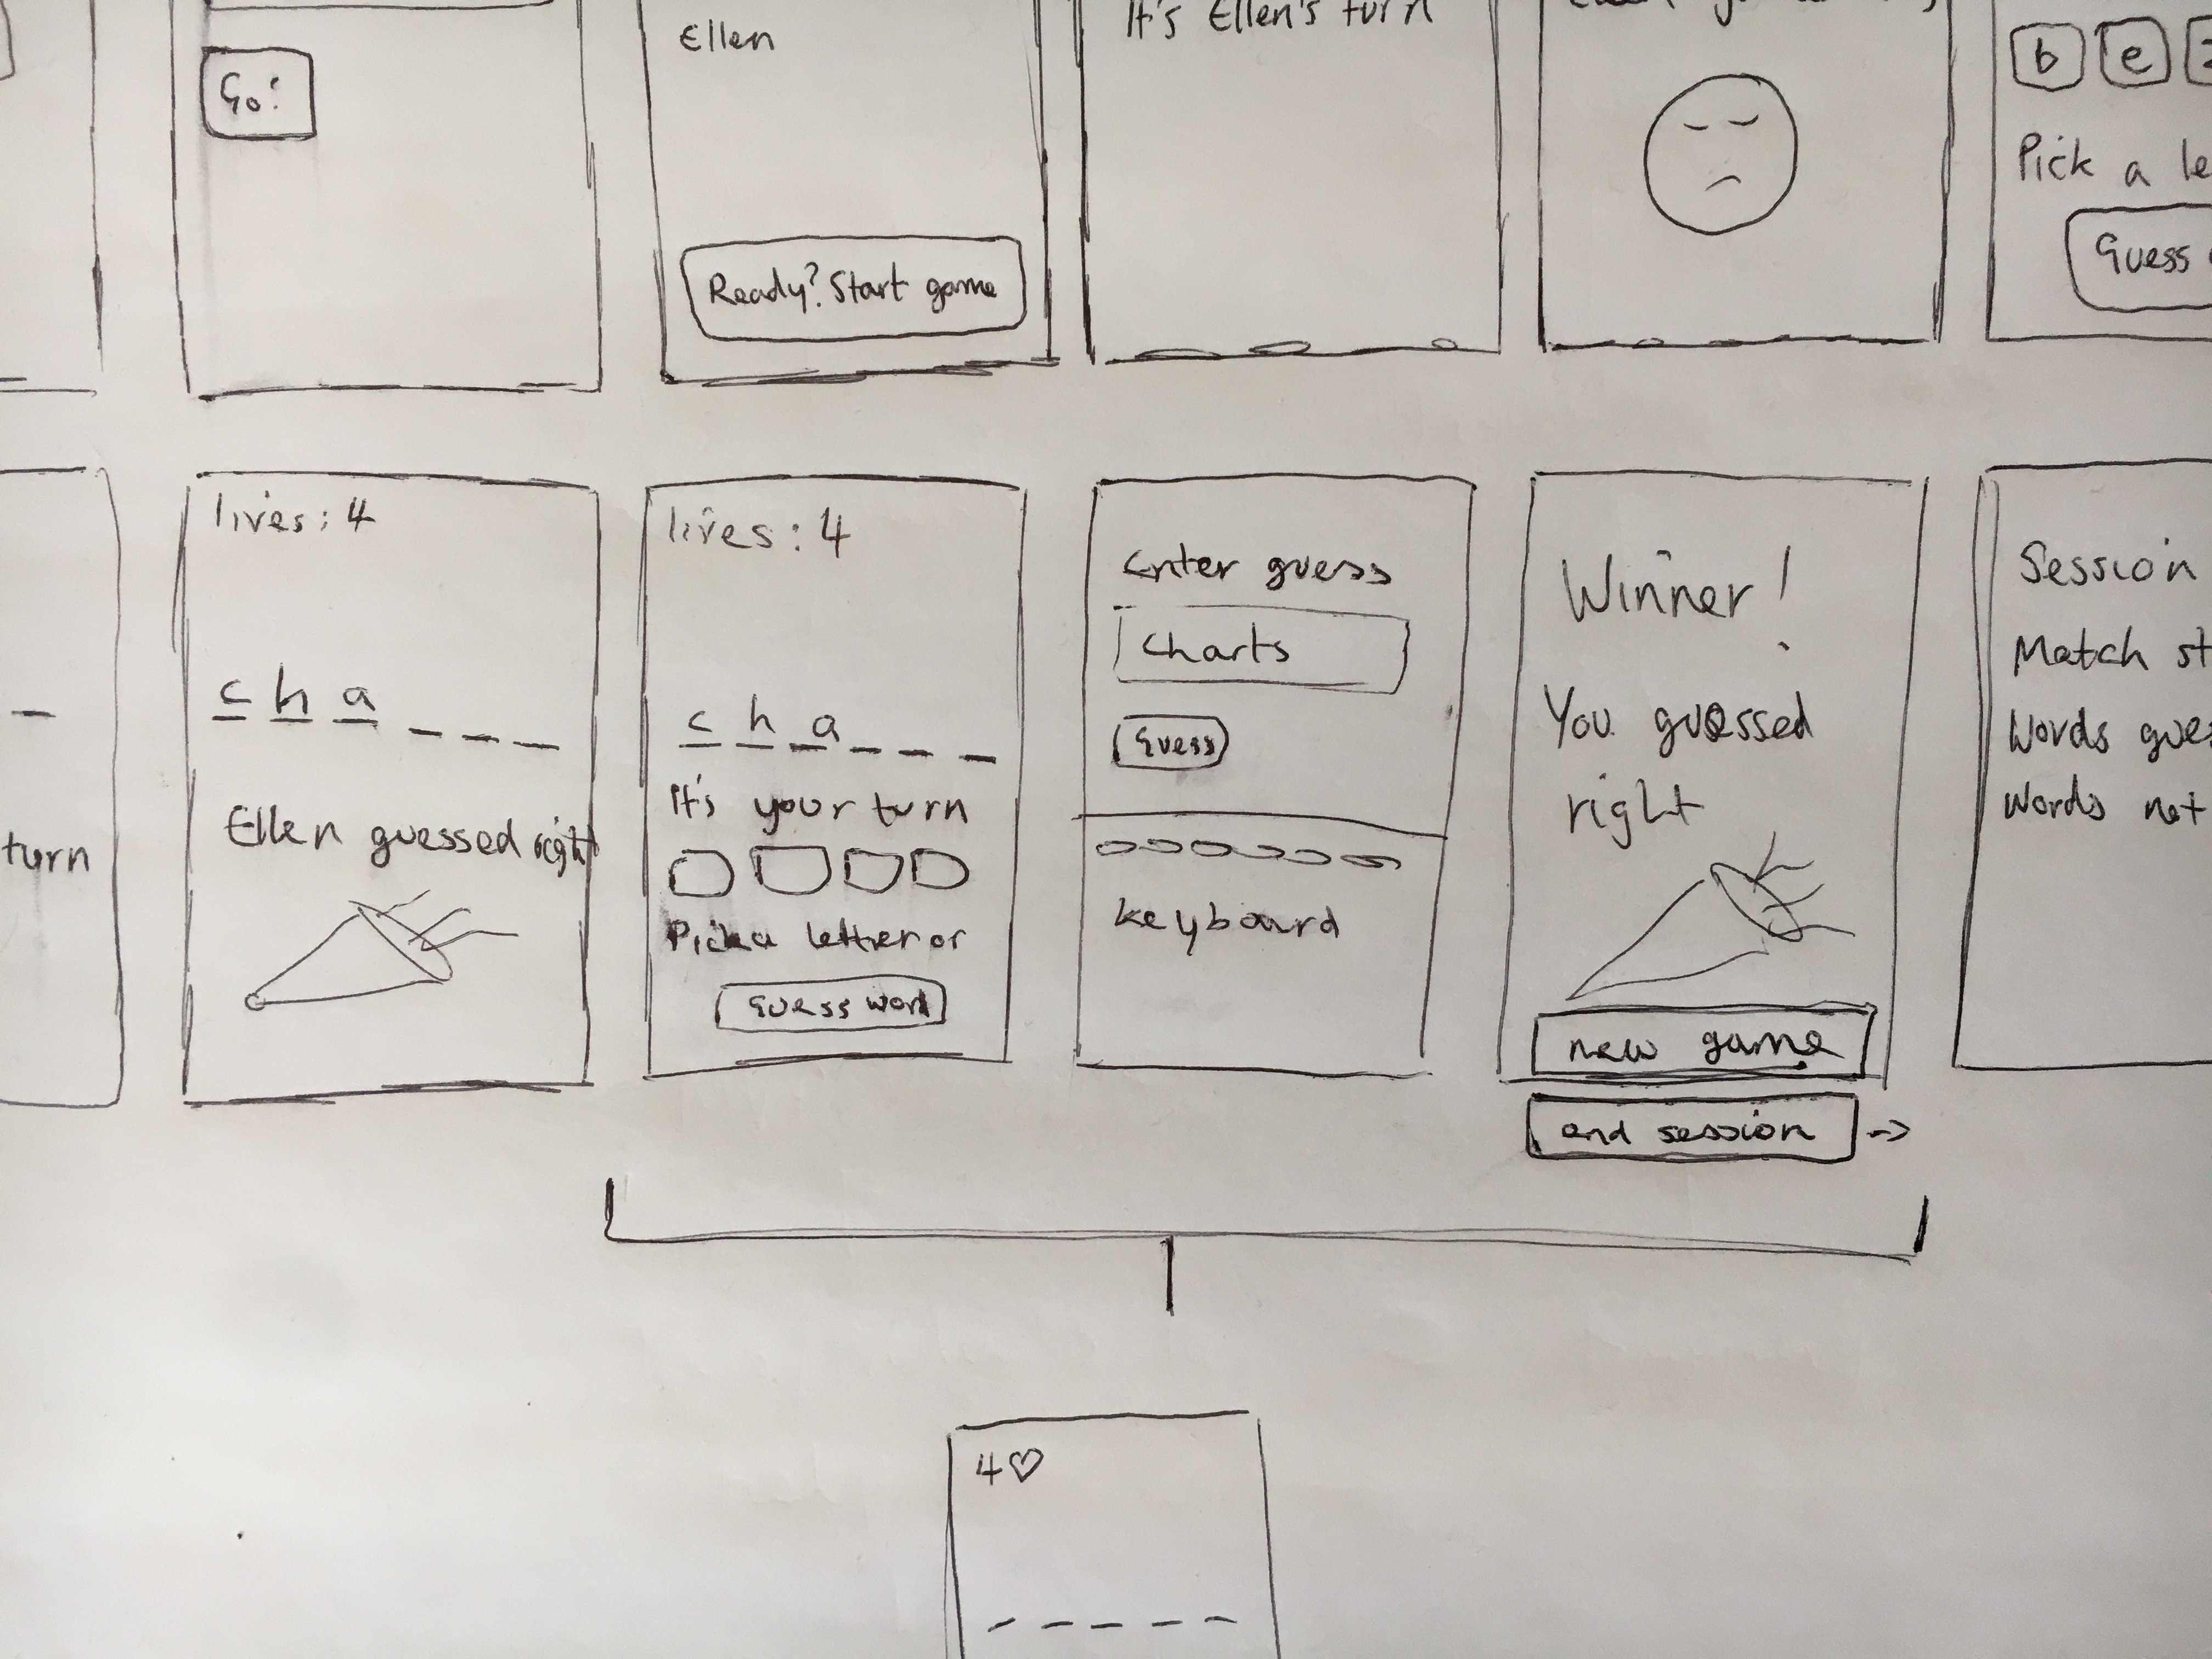 Go!
Ellen
Ready? Start game
It's Ellen's turn
b e
Pick a le
Guess
turn
lives: 4
c h a _ _ _
Ellen guessed right
lives: 4
c h a _ _ _
It's your turn
Pick a letter or
Guess word
Enter guess
Charts
Guess
keyboard
Winner!
You guessed
right
new game
end session ->
Session
Match st
Words gues
Words not
4♡
_ _ _ _ _